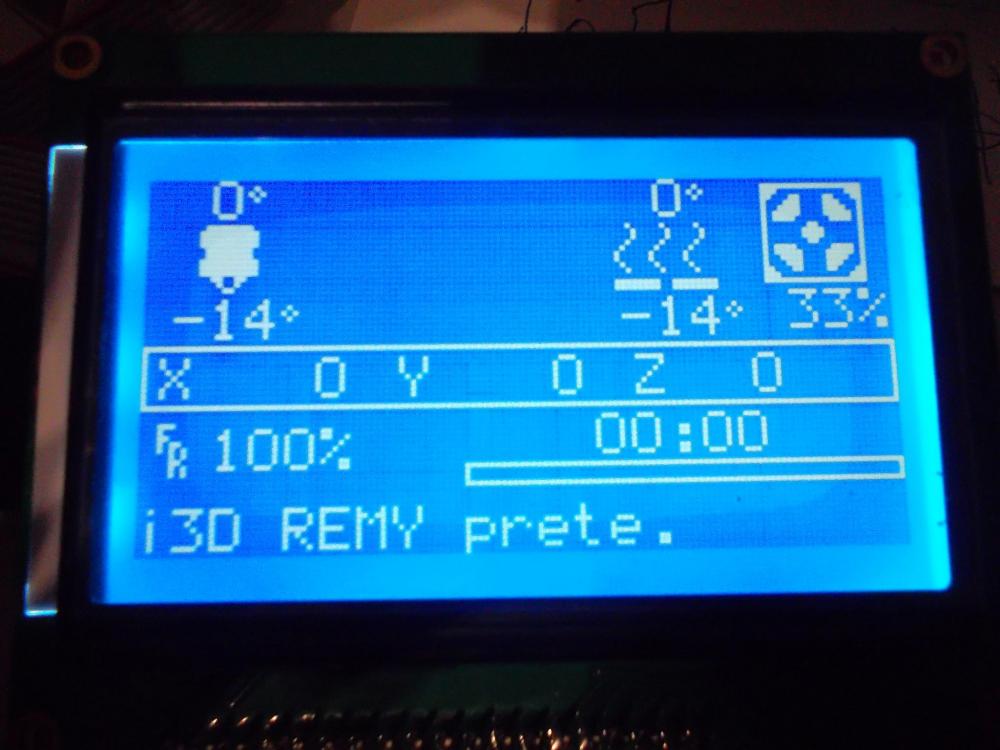 0° 0°
-14° -14° 33%
X 0 Y 0 Z 0
FR 100% 00:00
i3D REMY prete.